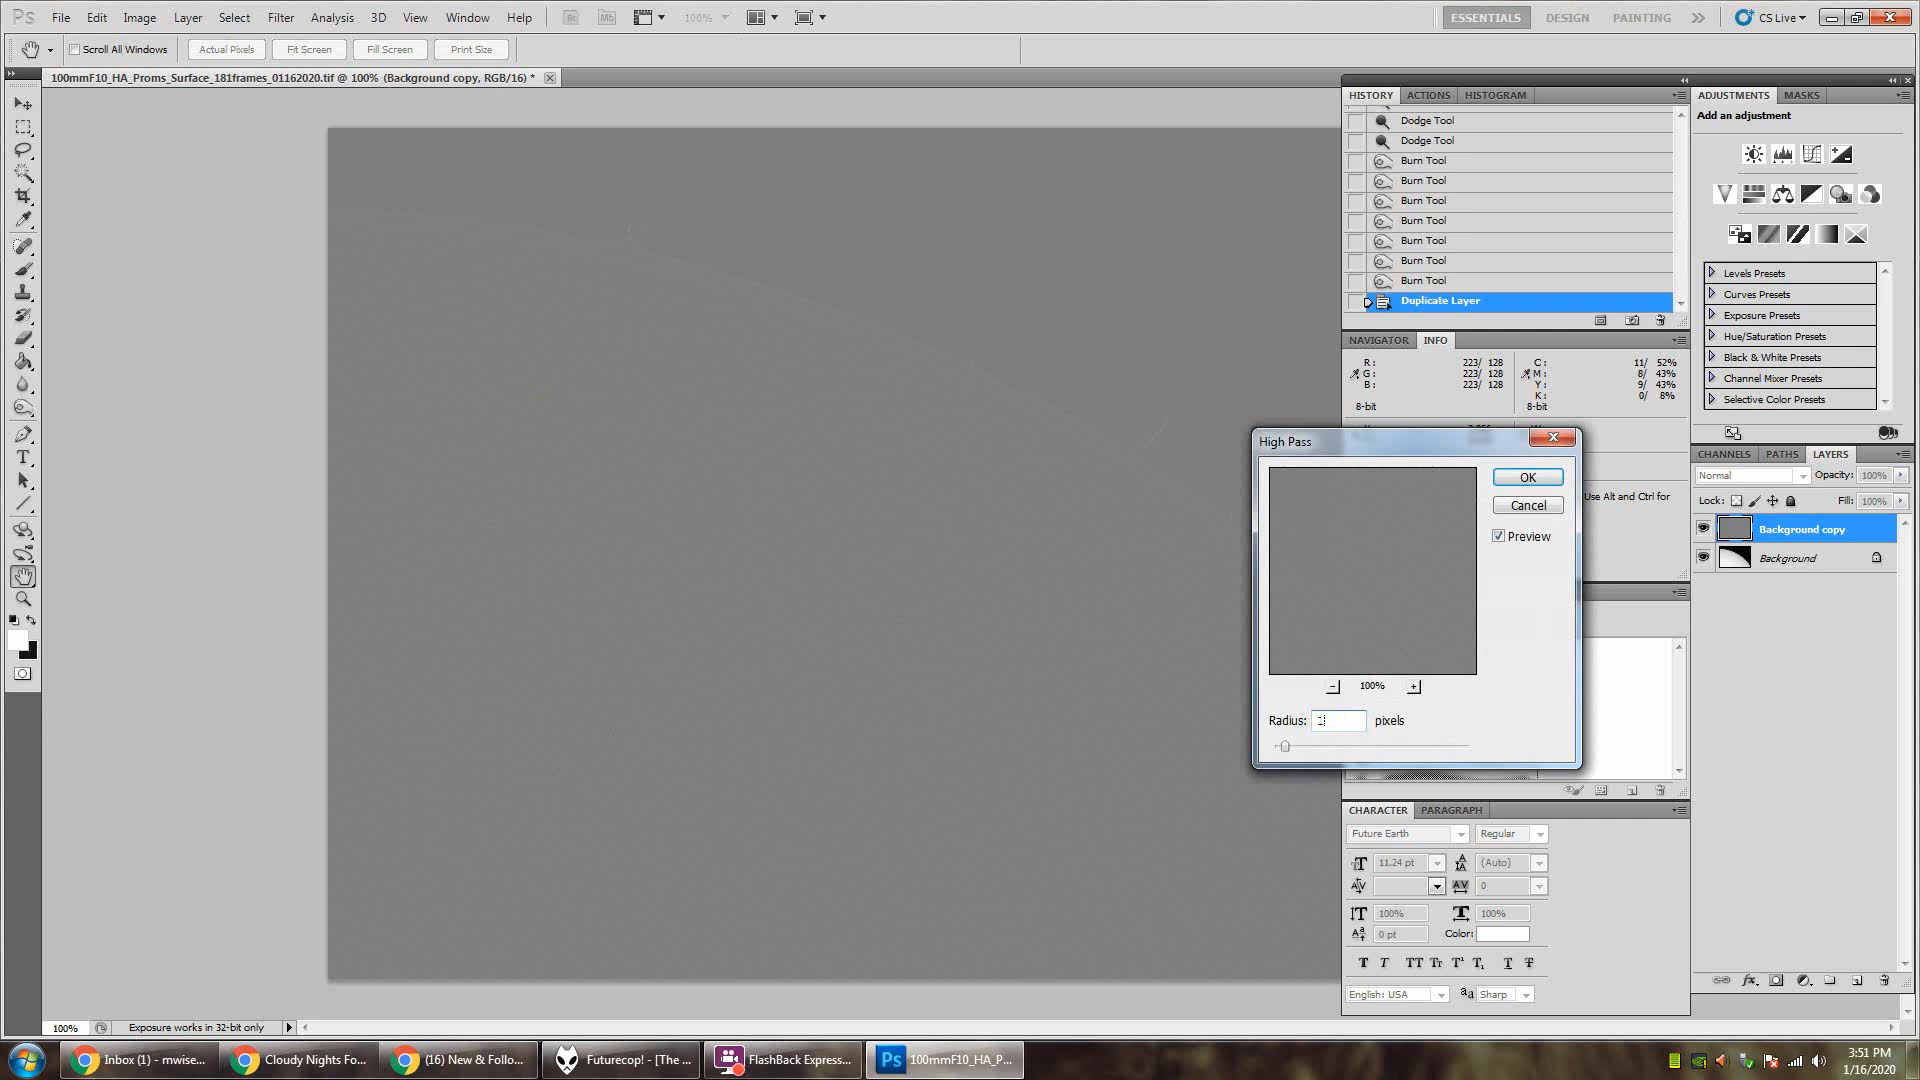 Ps File Edit Image Layer Select Filter Analysis 3D View Window Help Br Mb 100% ESSENTIALS DESIGN PAINTING CS Live
Scroll All Windows Actual Pixels Fit Screen Fill Screen Print Size
100mmF10_HA_Proms_Surface_181frames_01162020.tif @ 100% (Background copy, RGB/16) *
HISTORY ACTIONS HISTOGRAM
Dodge Tool
Dodge Tool
Burn Tool
Burn Tool
Burn Tool
Burn Tool
Burn Tool
Burn Tool
Burn Tool
Duplicate Layer
NAVIGATOR INFO
R: 223/ 128 C: 11/ 52%
G: 223/ 128 M: 8/ 43%
B: 223/ 128 Y: 9/ 43%
K: 0/ 8%
8-bit 8-bit
Use Alt and Ctrl for
High Pass
OK
Cancel
Preview
100%
Radius: 1 pixels
CHARACTER PARAGRAPH
Future Earth Regular
11.24 pt (Auto)
0
100% 100%
0 pt Color:
T T TT Tr T¹ T₁ T T
English: USA aa Sharp
ADJUSTMENTS MASKS
Add an adjustment
Levels Presets
Curves Presets
Exposure Presets
Hue/Saturation Presets
Black & White Presets
Channel Mixer Presets
Selective Color Presets
CHANNELS PATHS LAYERS
Normal Opacity: 100%
Lock: Fill: 100%
Background copy
Background
100% Exposure works in 32-bit only
Inbox (1) - mwise... Cloudy Nights Fo... (16) New & Follo... Futurecop! - [The ... FlashBack Express... Ps 100mmF10_HA_P...
3:51 PM
1/16/2020